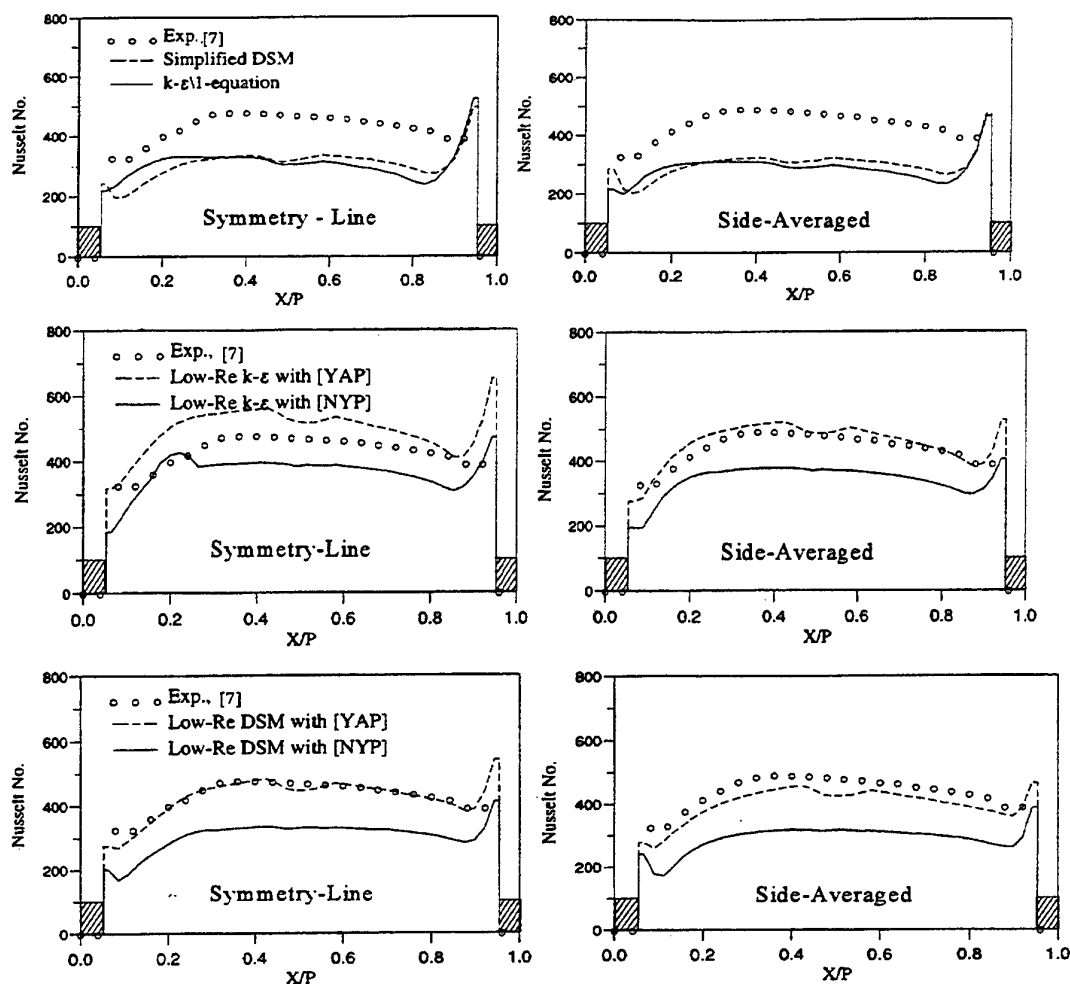 800
600
400
200
0
Nusselt No.
Exp. [7]
Simplified DSM
k-ε\1-equation
Symmetry - Line
0.0 0.2 0.4 0.6 0.8 1.0
X/P
800
600
400
200
0
Nusselt No.
Side-Averaged
0.0 0.2 0.4 0.6 0.8 1.0
X/P
800
600
400
200
0
Nusselt No.
Exp., [7]
Low-Re k-ε with [YAP]
Low-Re k-ε with [NYP]
Symmetry-Line
0.0 0.2 0.4 0.6 0.8 1.0
X/P
800
600
400
200
0
Nusselt No.
Side-Averaged
0.0 0.2 0.4 0.6 0.8 1.0
X/P
800
600
400
200
0
Nusselt No.
Exp., [7]
Low-Re DSM with [YAP]
Low-Re DSM with [NYP]
Symmetry-Line
0.0 0.2 0.4 0.6 0.8 1.0
X/P
800
600
400
200
0
Nusselt No.
Side-Averaged
0.0 0.2 0.4 0.6 0.8 1.0
X/P